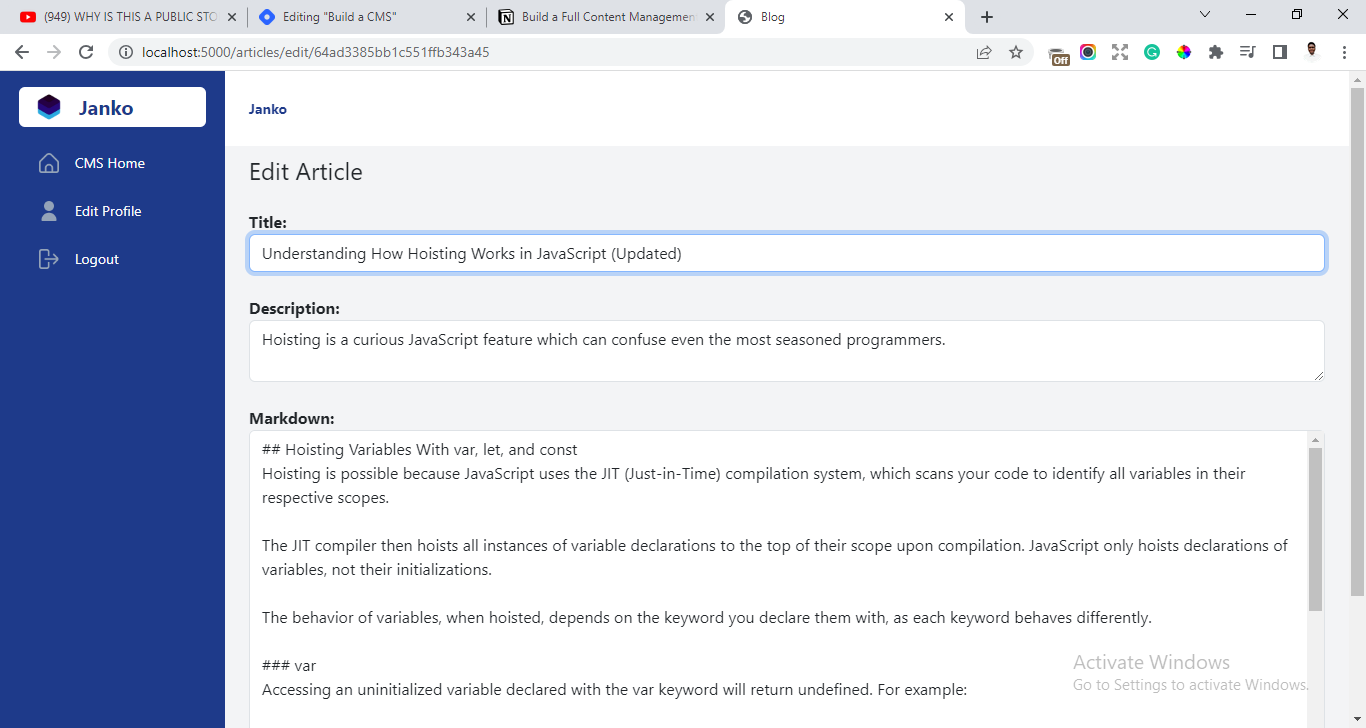 (949) WHY IS THIS A PUBLIC STO
Editing "Build a CMS"
Build a Full Content Managemen
Blog
localhost:5000/articles/edit/64ad3385bb1c551ffb343a45
Off
Janko
CMS Home
Edit Profile
Logout
Janko
Edit Article
Title:
Understanding How Hoisting Works in JavaScript (Updated)
Description:
Hoisting is a curious JavaScript feature which can confuse even the most seasoned programmers.
Markdown:
## Hoisting Variables With var, let, and const
Hoisting is possible because JavaScript uses the JIT (Just-in-Time) compilation system, which scans your code to identify all variables in their
respective scopes.
The JIT compiler then hoists all instances of variable declarations to the top of their scope upon compilation. JavaScript only hoists declarations of
variables, not their initializations.
The behavior of variables, when hoisted, depends on the keyword you declare them with, as each keyword behaves differently.
### var
Accessing an uninitialized variable declared with the var keyword will return undefined. For example:
Activate Windows
Go to Settings to activate Windows.